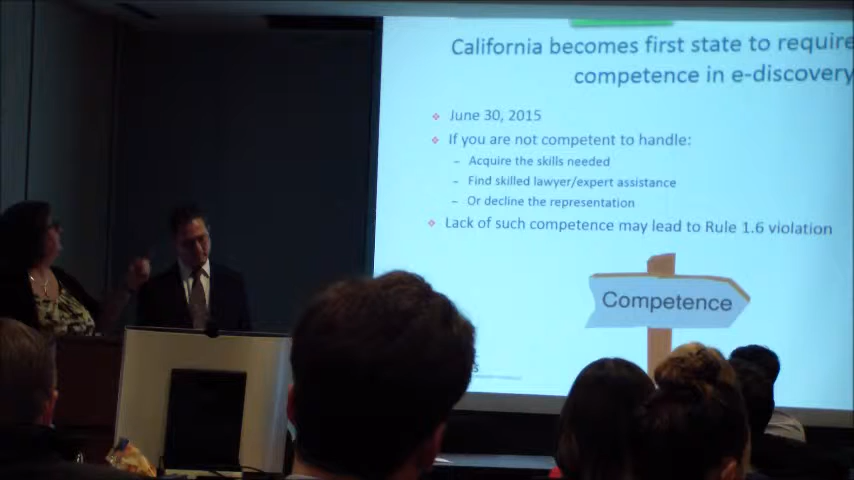 California becomes first state to require
competence in e-discovery
June 30, 2015
If you are not competent to handle:
– Acquire the skills needed
– Find skilled lawyer/expert assistance
– Or decline the representation
Lack of such competence may lead to Rule 1.6 violation
Competence